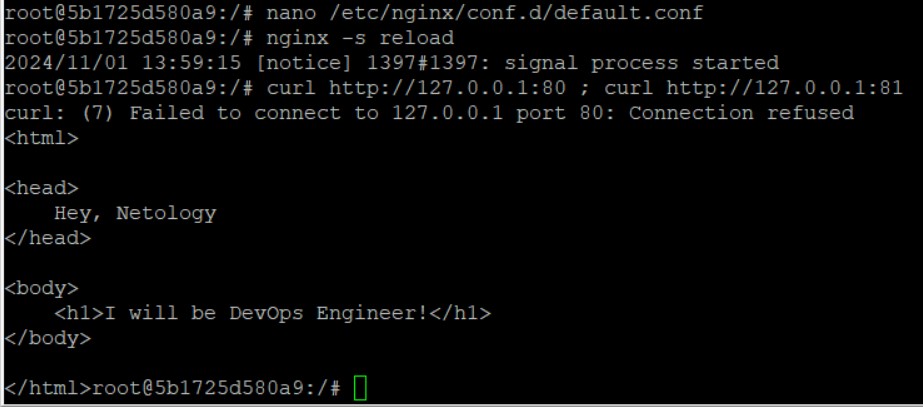 root@5b1725d580a9:/# nano /etc/nginx/conf.d/default.conf
root@5b1725d580a9:/# nginx -s reload
2024/11/01 13:59:15 [notice] 1397#1397: signal process started
root@5b1725d580a9:/# curl http://127.0.0.1:80 ; curl http://127.0.0.1:81
curl: (7) Failed to connect to 127.0.0.1 port 80: Connection refused
<html>

<head>
    Hey, Netology
</head>

<body>
    <h1>I will be DevOps Engineer!</h1>
</body>

</html>root@5b1725d580a9:/#